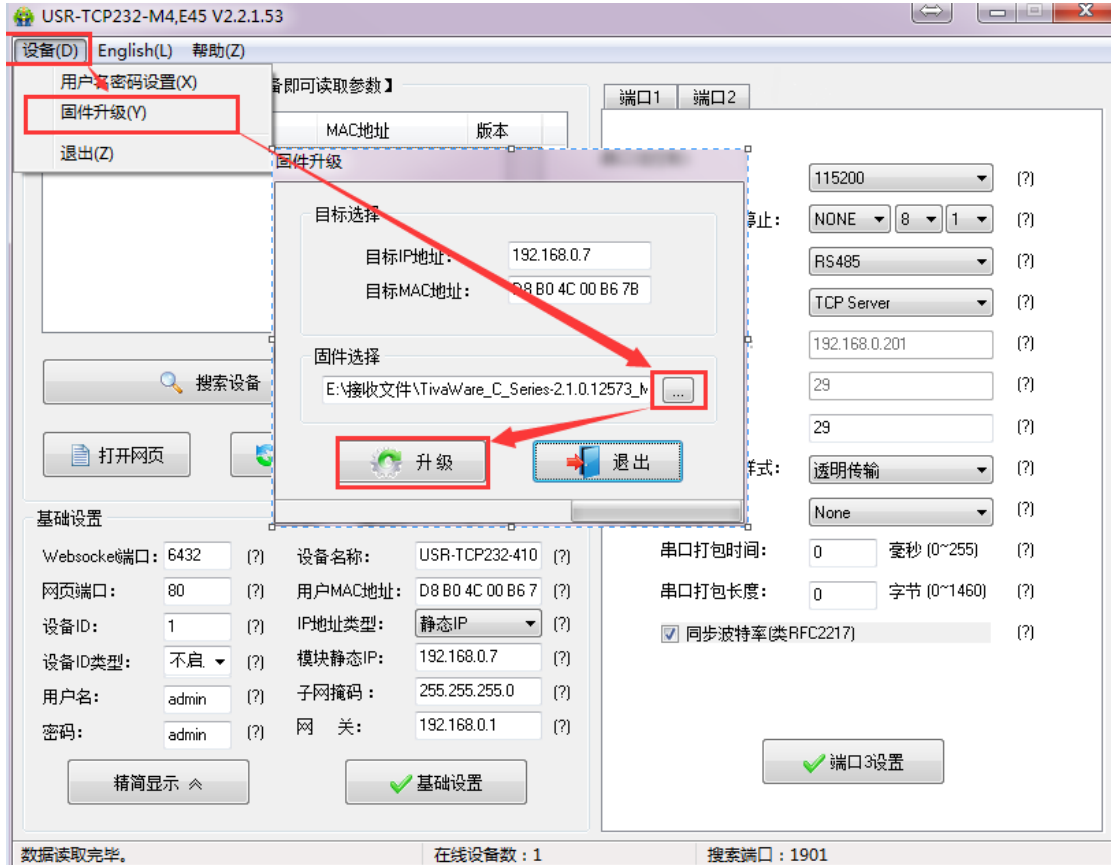 USR-TCP232-M4,E45 V2.2.1.53
设备(D) English(L) 帮助(Z)
用户名密码设置(X)
固件升级(Y)
退出(Z)
备即可读取参数】
MAC地址 版本
固件升级
目标选择
目标IP地址: 192.168.0.7
目标MAC地址: D8 B0 4C 00 B6 7B
固件选择
E:\接收文件\TivaWare_C_Series-2.1.0.12573_M ...
升级 退出
搜索设备
打开网页
基础设置
Websocket端口: 6432 (?) 设备名称: USR-TCP232-410 (?)
网页端口: 80 (?) 用户MAC地址: D8 B0 4C 00 B6 7 (?)
设备ID: 1 (?) IP地址类型: 静态IP (?)
设备ID类型: 不启 (?) 模块静态IP: 192.168.0.7 (?)
用户名: admin (?) 子网掩码: 255.255.255.0 (?)
密码: admin (?) 网 关: 192.168.0.1 (?)
精简显示 基础设置
端口1 端口2
115200 (?)
停止: NONE 8 1 (?)
RS485 (?)
TCP Server (?)
192.168.0.201 (?)
29 (?)
29 (?)
样式: 透明传输 (?)
None (?)
串口打包时间: 0 毫秒 (0~255) (?)
串口打包长度: 0 字节 (0~1460) (?)
同步波特率(类RFC2217) (?)
端口3设置
数据读取完毕。 在线设备数:1 搜索端口:1901